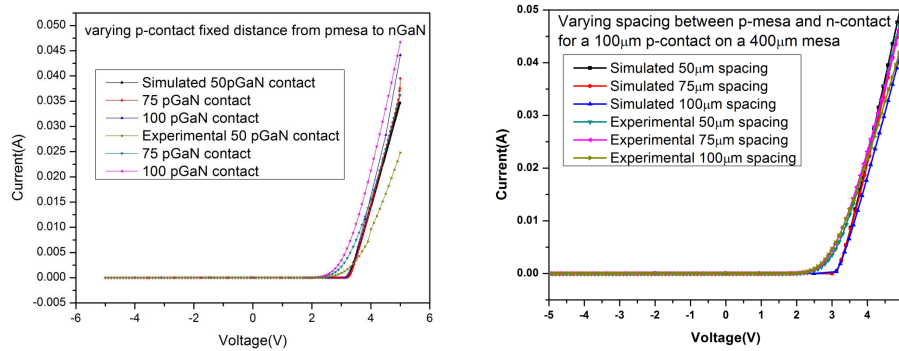 varying p-contact fixed distance from pmesa to nGaN
Simulated 50pGaN contact
75 pGaN contact
100 pGaN contact
Experimental 50 pGaN contact
75 pGaN contact
100 pGaN contact
Current(A)
0.050
0.045
0.040
0.035
0.030
0.025
0.020
0.015
0.010
0.005
0.000
-0.005
-6 -4 -2 0 2 4 6
Voltage(V)
Varying spacing between p-mesa and n-contact
for a 100μm p-contact on a 400μm mesa
Simulated 50μm spacing
Simulated 75μm spacing
Simulated 100μm spacing
Experimental 50μm spacing
Experimental 75μm spacing
Experimental 100μm spacing
Current(A)
0.05
0.04
0.03
0.02
0.01
0.00
-5 -4 -3 -2 -1 0 1 2 3 4 5
Voltage(V)